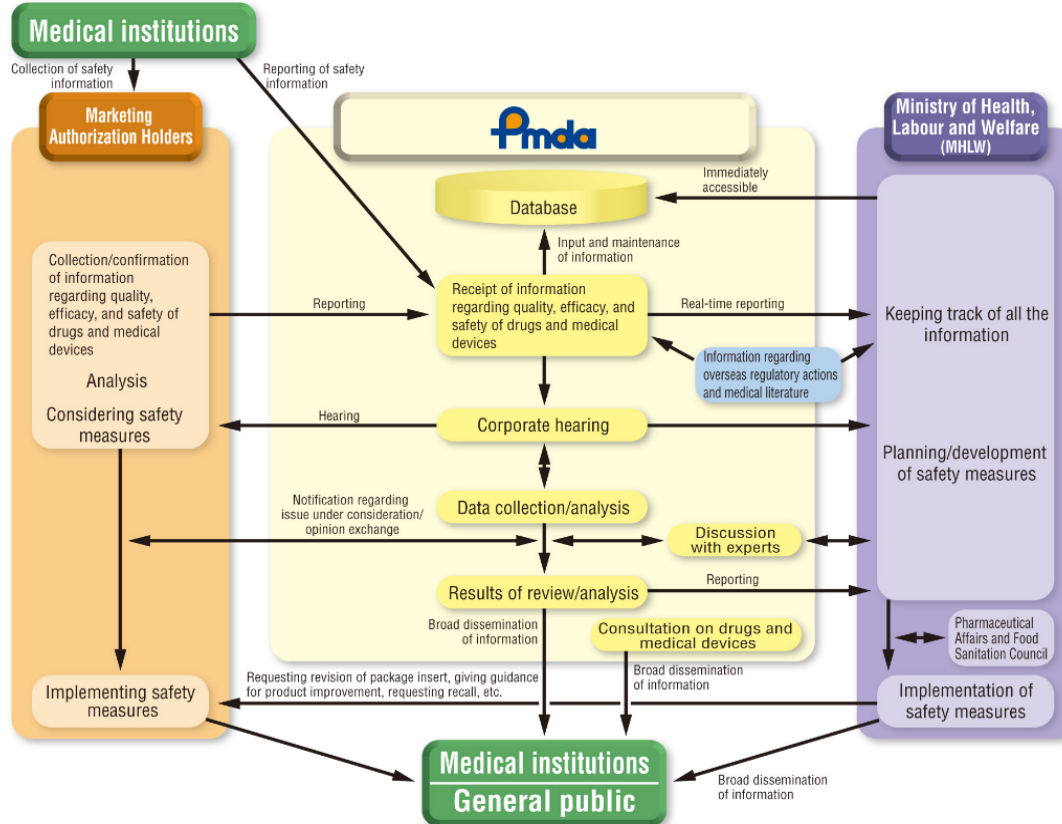 Medical institutions
Collection of safety
information
Reporting of safety
information
Marketing
Authorization Holders
Pmda
Ministry of Health,
Labour and Welfare
(MHLW)
Immediately
accessible
Database
Input and maintenance
of information
Collection/confirmation
of information
regarding quality,
efficacy, and safety of
drugs and medical
devices
Analysis
Considering safety
measures
Reporting
Receipt of information
regarding quality, efficacy, and
safety of drugs and medical
devices
Real-time reporting
Keeping track of all the
information
Information regarding
overseas regulatory actions
and medical literature
Hearing
Corporate hearing
Planning/development
of safety measures
Notification regarding
issue under consideration/
opinion exchange
Data collection/analysis
Discussion
with experts
Results of review/analysis
Reporting
Broad dissemination
of information
Consultation on drugs and
medical devices
Pharmaceutical
Affairs and Food
Sanitation Council
Requesting revision of package insert, giving guidance
for product improvement, requesting recall, etc.
Broad dissemination
of information
Implementing safety
measures
Implementation of
safety measures
Medical institutions
General public
Broad dissemination
of information